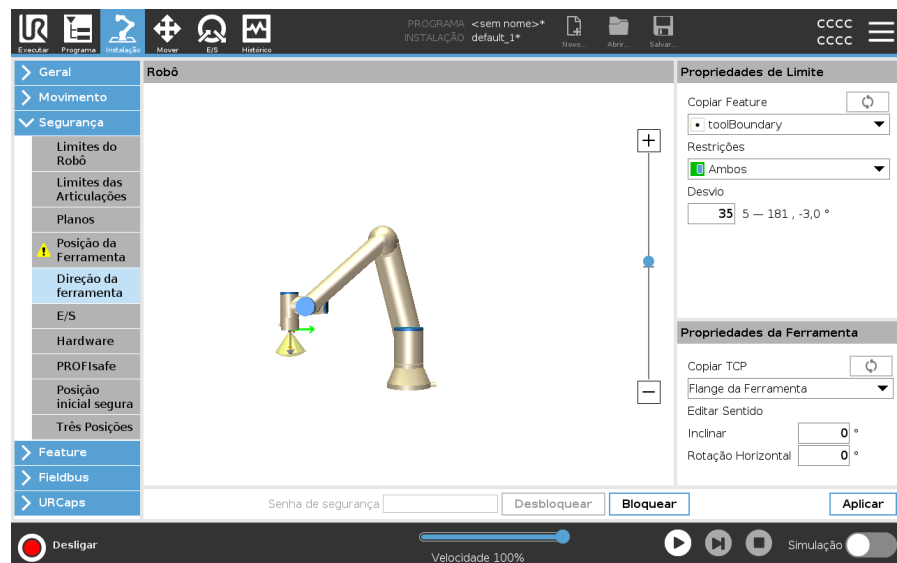 PROGRAMA <sem nome>*
INSTALAÇÃO default_1*
Executar
Programa
Instalação
Mover
E/S
Histórico
Novo...
Abrir...
Salvar...
CCCC
CCCC
Geral
Movimento
Segurança
Limites do
Robô
Limites das
Articulações
Planos
Posição da
Ferramenta
Direção da
ferramenta
E/S
Hardware
PROFIsafe
Posição
inicial segura
Três Posições
Feature
Fieldbus
URCaps
Robô
Propriedades de Limite
Copiar Feature
toolBoundary
Restrições
Ambos
Desvio
35 5 — 181 , -3,0 °
Propriedades da Ferramenta
Copiar TCP
Flange da Ferramenta
Editar Sentido
Inclinar 0 °
Rotação Horizontal 0 °
Senha de segurança
Desbloquear
Bloquear
Aplicar
Desligar
Velocidade 100%
Simulação